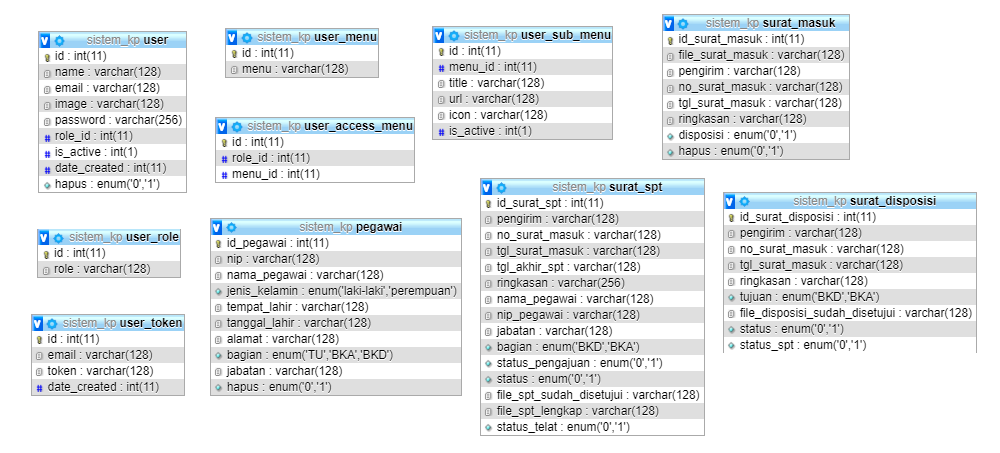 sistem_kp user
id : int(11)
name : varchar(128)
email : varchar(128)
image : varchar(128)
password : varchar(256)
role_id : int(11)
is_active : int(1)
date_created : int(11)
hapus : enum('0','1')
sistem_kp user_menu
id : int(11)
menu : varchar(128)
sistem_kp user_sub_menu
id : int(11)
menu_id : int(11)
title : varchar(128)
url : varchar(128)
icon : varchar(128)
is_active : int(1)
sistem_kp surat_masuk
id_surat_masuk : int(11)
file_surat_masuk : varchar(128)
pengirim : varchar(128)
no_surat_masuk : varchar(128)
tgl_surat_masuk : varchar(128)
ringkasan : varchar(128)
disposisi : enum('0','1')
hapus : enum('0','1')
sistem_kp user_access_menu
id : int(11)
role_id : int(11)
menu_id : int(11)
sistem_kp user_role
id : int(11)
role : varchar(128)
sistem_kp user_token
id : int(11)
email : varchar(128)
token : varchar(128)
date_created : int(11)
sistem_kp pegawai
id_pegawai : int(11)
nip : varchar(128)
nama_pegawai : varchar(128)
jenis_kelamin : enum('laki-laki','perempuan')
tempat_lahir : varchar(128)
tanggal_lahir : varchar(128)
alamat : varchar(128)
bagian : enum('TU','BKA','BKD')
jabatan : varchar(128)
hapus : enum('0','1')
sistem_kp surat_spt
id_surat_spt : int(11)
pengirim : varchar(128)
no_surat_masuk : varchar(128)
tgl_surat_masuk : varchar(128)
tgl_akhir_spt : varchar(128)
ringkasan : varchar(256)
nama_pegawai : varchar(128)
nip_pegawai : varchar(128)
jabatan : varchar(128)
bagian : enum('BKD','BKA')
status_pengajuan : enum('0','1')
status : enum('0','1')
file_spt_sudah_disetujui : varchar(128)
file_spt_lengkap : varchar(128)
status_telat : enum('0','1')
sistem_kp surat_disposisi
id_surat_disposisi : int(11)
pengirim : varchar(128)
no_surat_masuk : varchar(128)
tgl_surat_masuk : varchar(128)
ringkasan : varchar(128)
tujuan : enum('BKD','BKA')
file_disposisi_sudah_disetujui : varchar(128)
status : enum('0','1')
status_spt : enum('0','1')